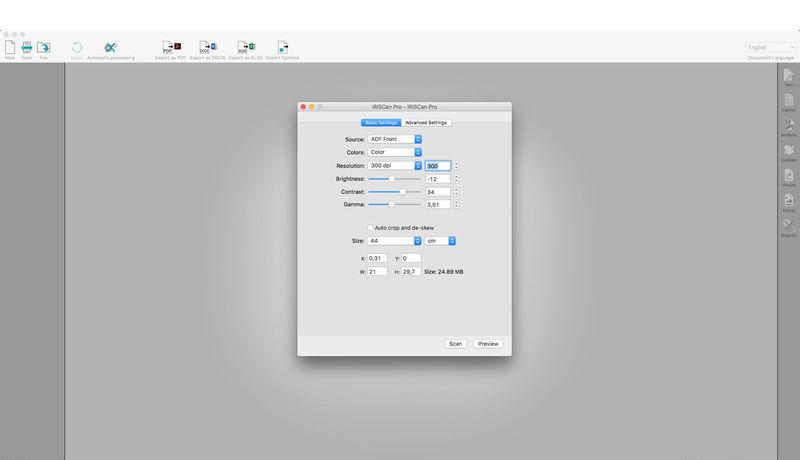 English
New Scan File Undo Automatic processing Export as PDF Export as DOCX Export as XLSX Export Options Document Language
IRIScan Pro - IRIScan Pro
Basic Settings Advanced Settings
Source: ADF Front
Colors: Color
Resolution: 300 dpi 300
Brightness: -12
Contrast: 34
Gamma: 3,51
Auto crop and de-skew
Size: A4 cm
X: 0,31 Y: 0
W: 21 H: 29,7 Size: 24.89 MB
Scan Preview
Text
Layout
Analyze
Rotate
Adjust
Magnify